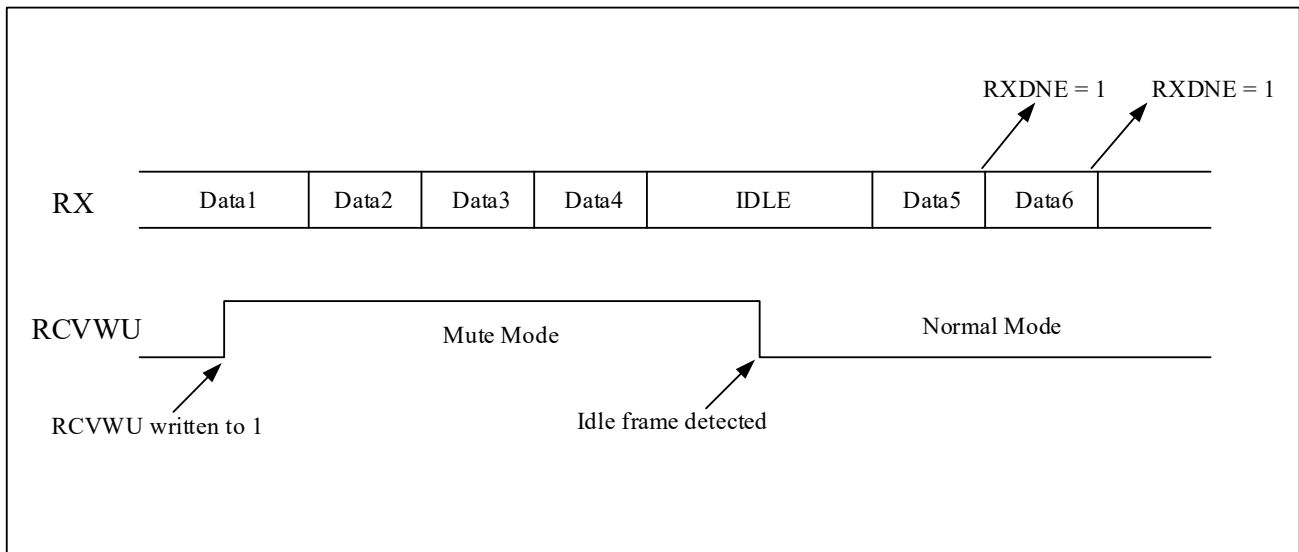 RXDNE = 1 RXDNE = 1
RX Data1 Data2 Data3 Data4 IDLE Data5 Data6
RCVWU Mute Mode Normal Mode
RCVWU written to 1 Idle frame detected